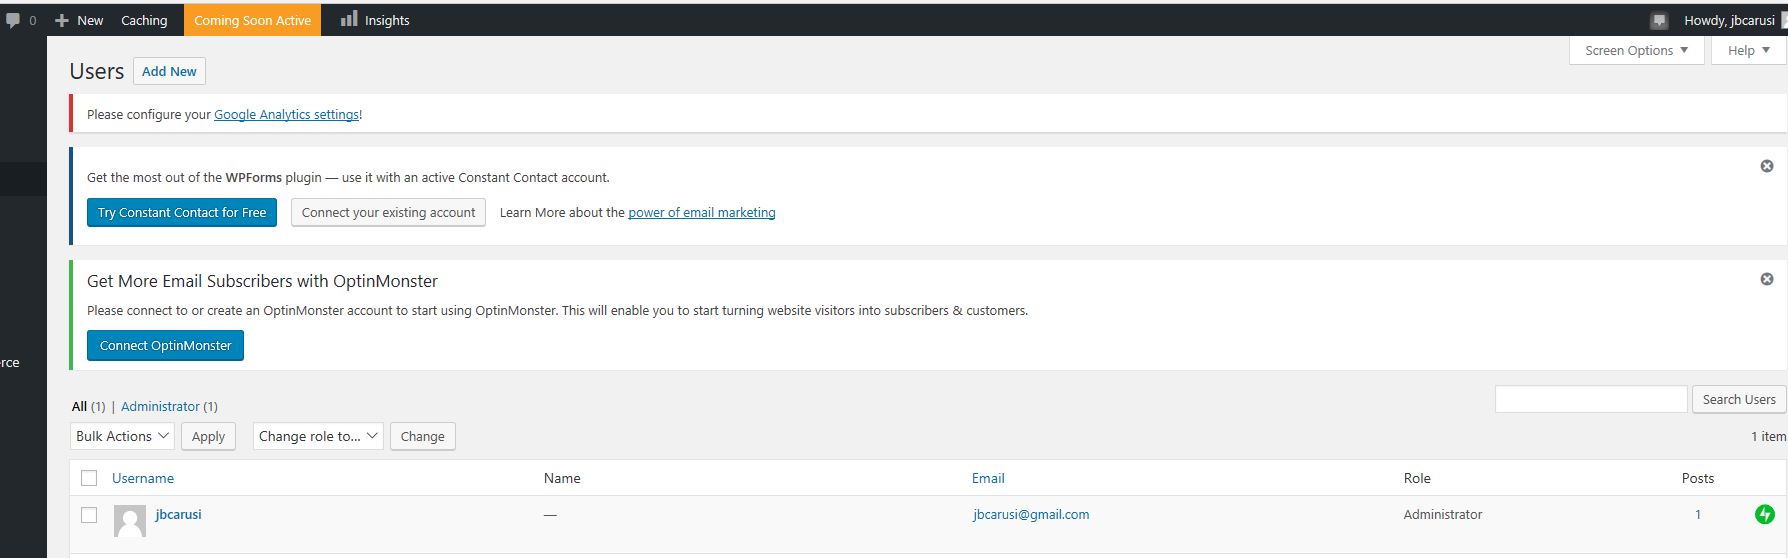 0 New Caching Coming Soon Active Insights Howdy, jbcarusi
Screen Options Help
Users Add New
Please configure your Google Analytics settings!
Get the most out of the WPForms plugin — use it with an active Constant Contact account.
Try Constant Contact for Free Connect your existing account Learn More about the power of email marketing
Get More Email Subscribers with OptinMonster
Please connect to or create an OptinMonster account to start using OptinMonster. This will enable you to start turning website visitors into subscribers & customers.
Connect OptinMonster
rce
All (1) | Administrator (1)
Search Users
Bulk Actions Apply Change role to... Change
1 item
Username Name Email Role Posts
jbcarusi — jbcarusi@gmail.com Administrator 1